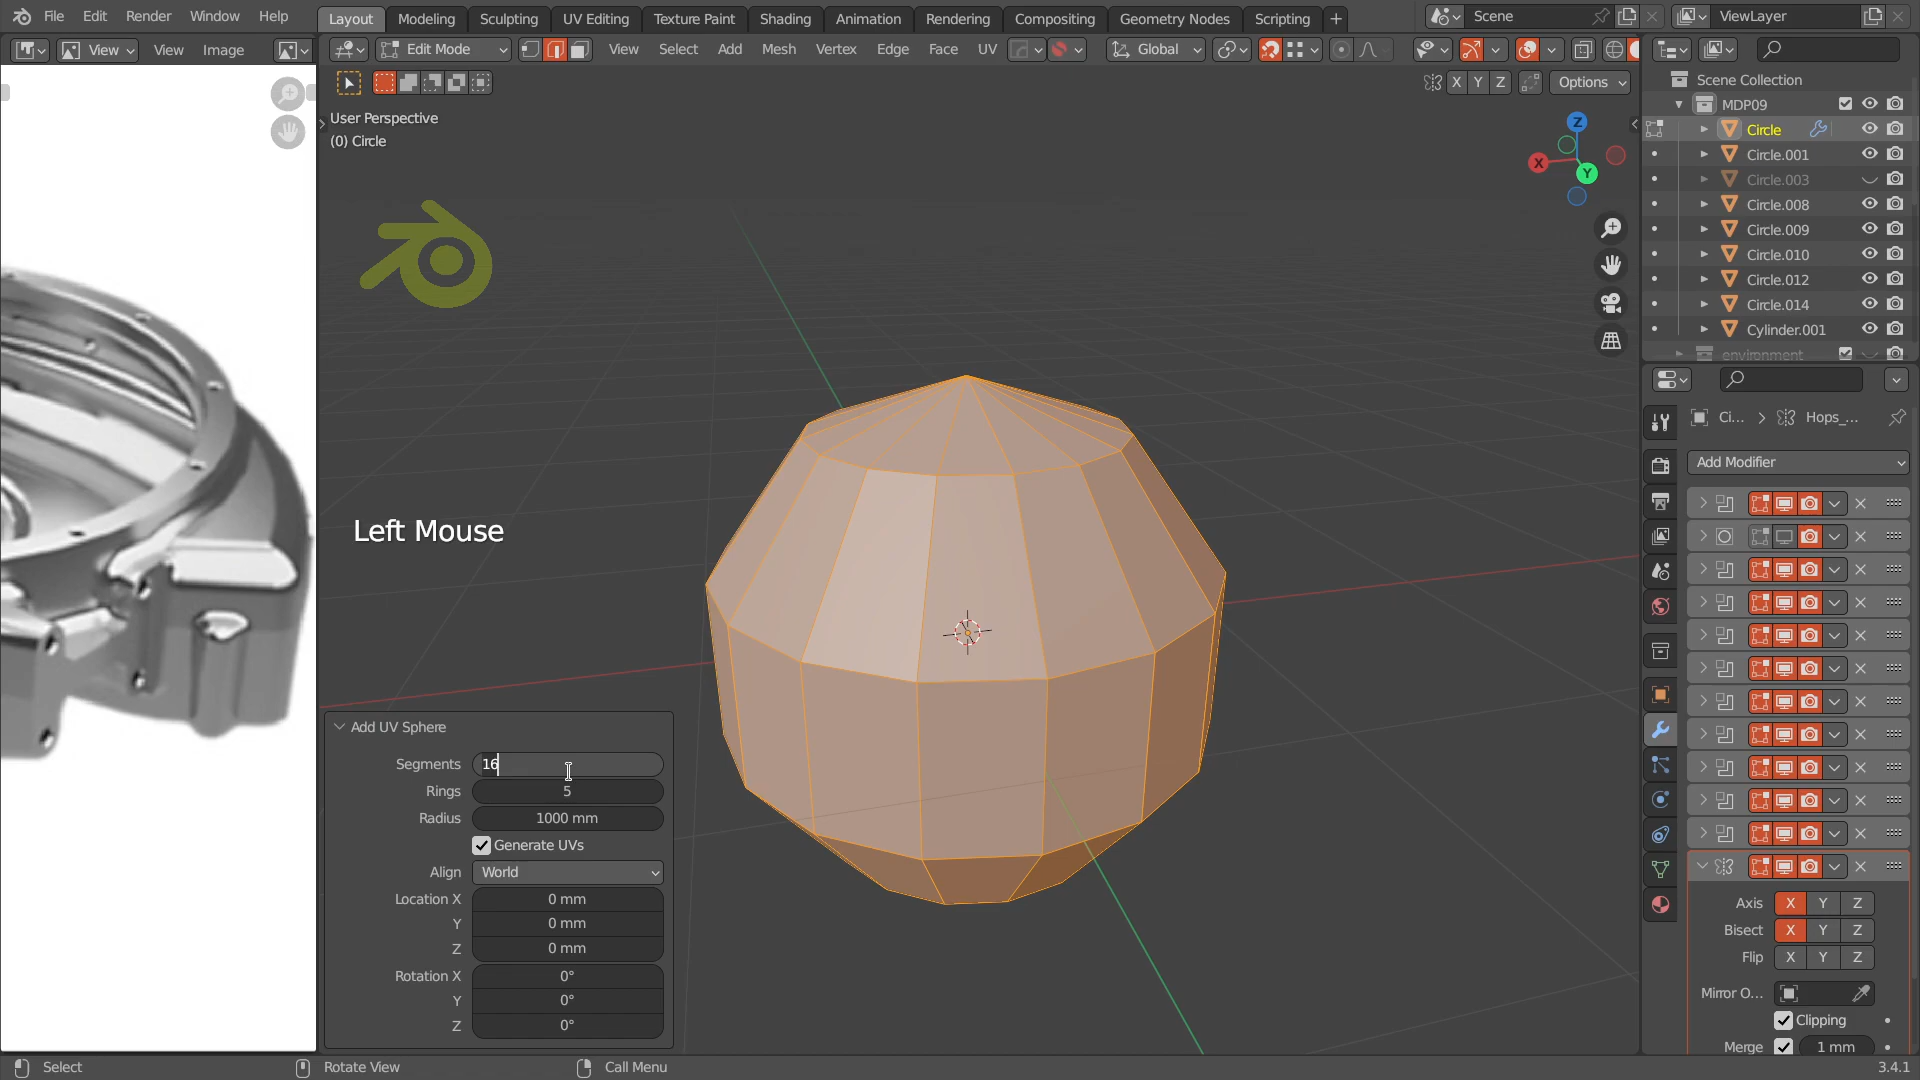 File Edit Render Window Help Layout Modeling Sculpting UV Editing Texture Paint Shading Animation Rendering Compositing Geometry Nodes Scripting + Scene ViewLayer
View View Image Edit Mode View Select Add Mesh Vertex Edge Face UV Global
X Y Z Options
User Perspective
(0) Circle
Z
X
Y
Left Mouse
Add UV Sphere
Segments 16
Rings 5
Radius 1000 mm
Generate UVs
Align World
Location X 0 mm
Y 0 mm
Z 0 mm
Rotation X 0°
Y 0°
Z 0°
Scene Collection
MDP09
Circle
Circle.001
Circle.003
Circle.008
Circle.009
Circle.010
Circle.012
Circle.014
Cylinder.001
environment
Ci... Hops_...
Add Modifier
Axis X Y Z
Bisect X Y Z
Flip X Y Z
Mirror O...
Clipping
Merge 1 mm
Select Rotate View Call Menu 3.4.1